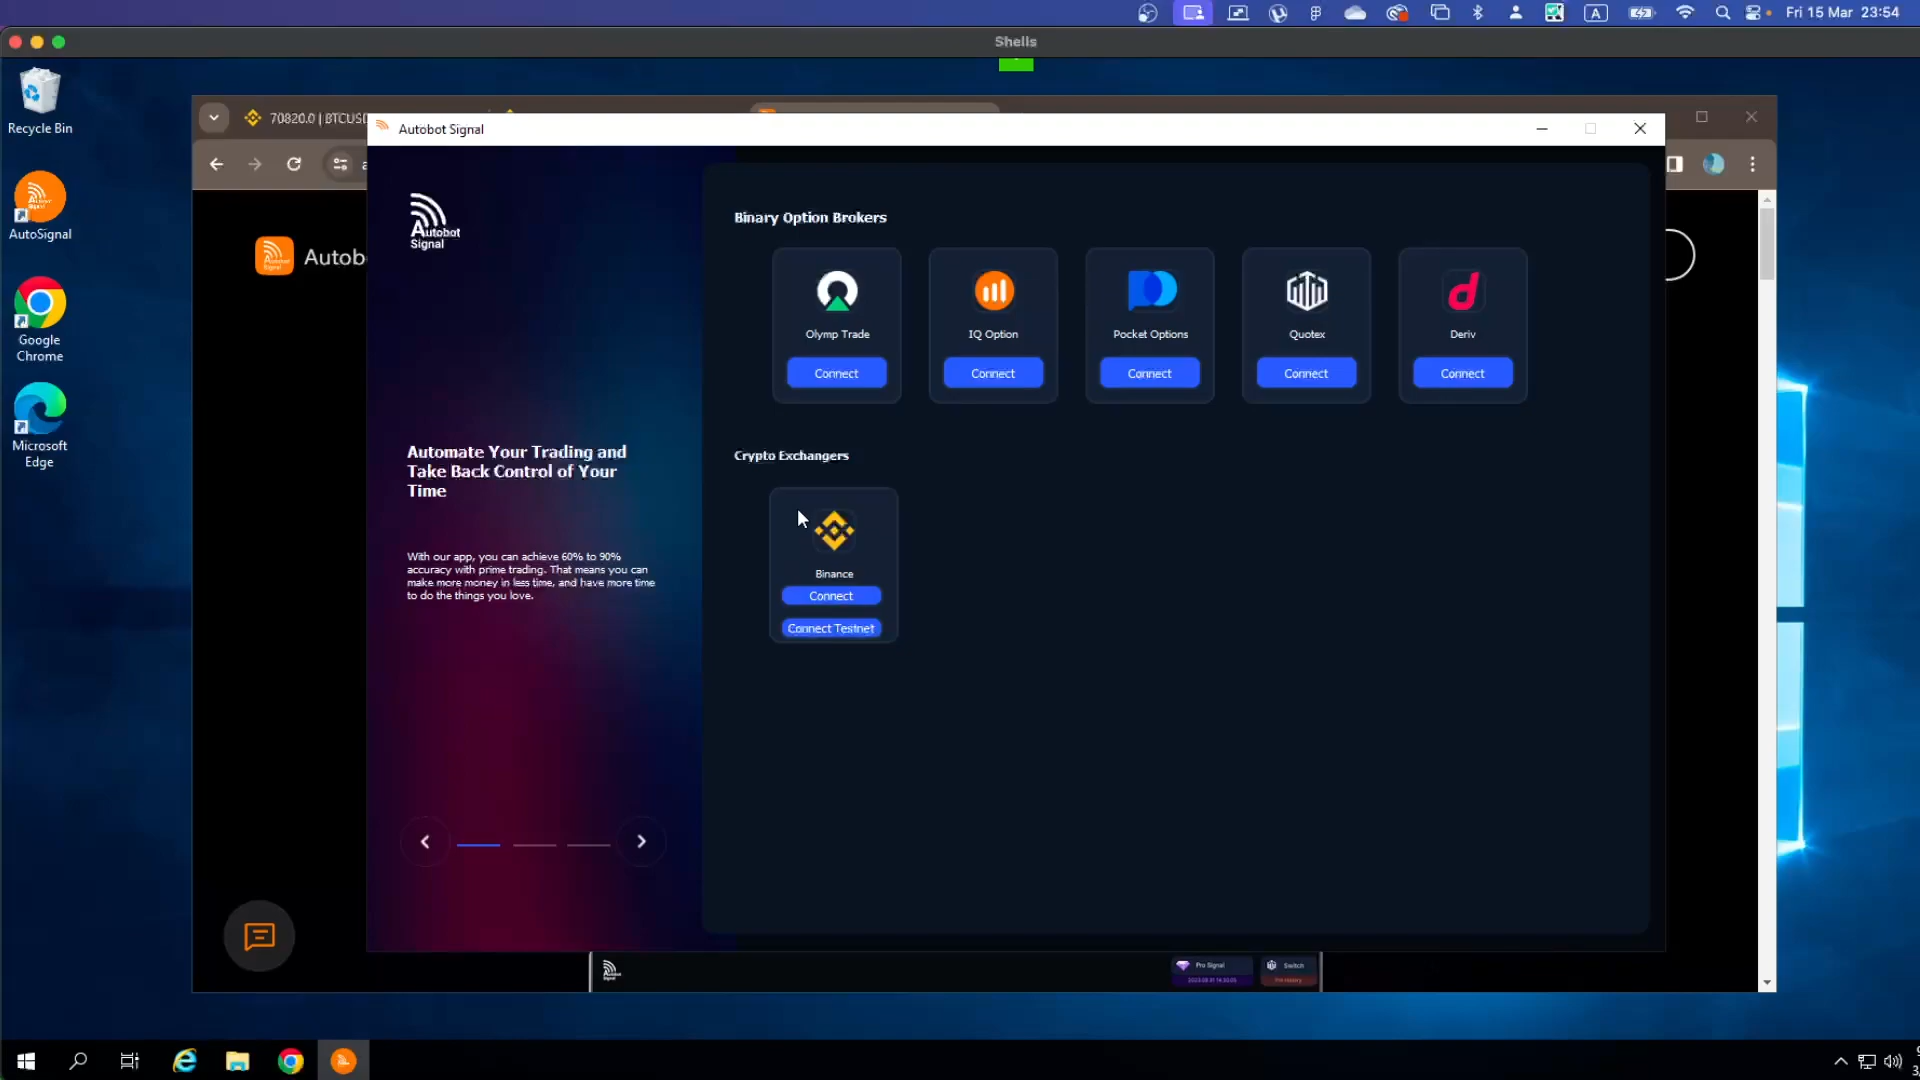 A
Fri 15 Mar 23:54
Shells
Recycle Bin
AutoSignal
Google
Chrome
Microsoft
Edge
70820.0 | BTCUS
Autobot Signal
Autob
Autobot
Signal
Automate Your Trading and
Take Back Control of Your
Time
With our app, you can achieve 60% to 90%
accuracy with prime trading. That means you can
make more money in less time, and have more time
to do the things you love.
Binary Option Brokers
Olymp Trade
IQ Option
Pocket Options
Quotex
Deriv
Connect
Connect
Connect
Connect
Connect
Crypto Exchangers
Binance
Connect
Connect Testnet
Pro Signal
Switch